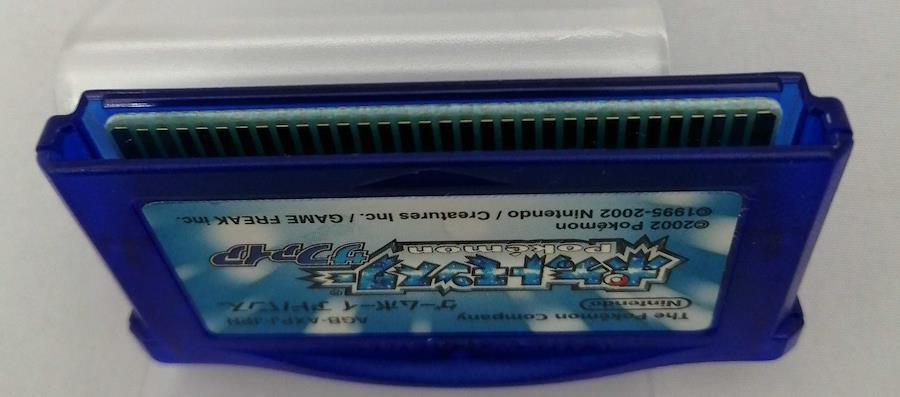 The Pokémon Company
Nintendo
ゲームボーイアドバンス
AGB-AXPJ-JPN
ポケットモンスター
Pokémon
サファイア
©2002 Pokémon
©1995-2002 Nintendo / Creatures Inc. / GAME FREAK inc.